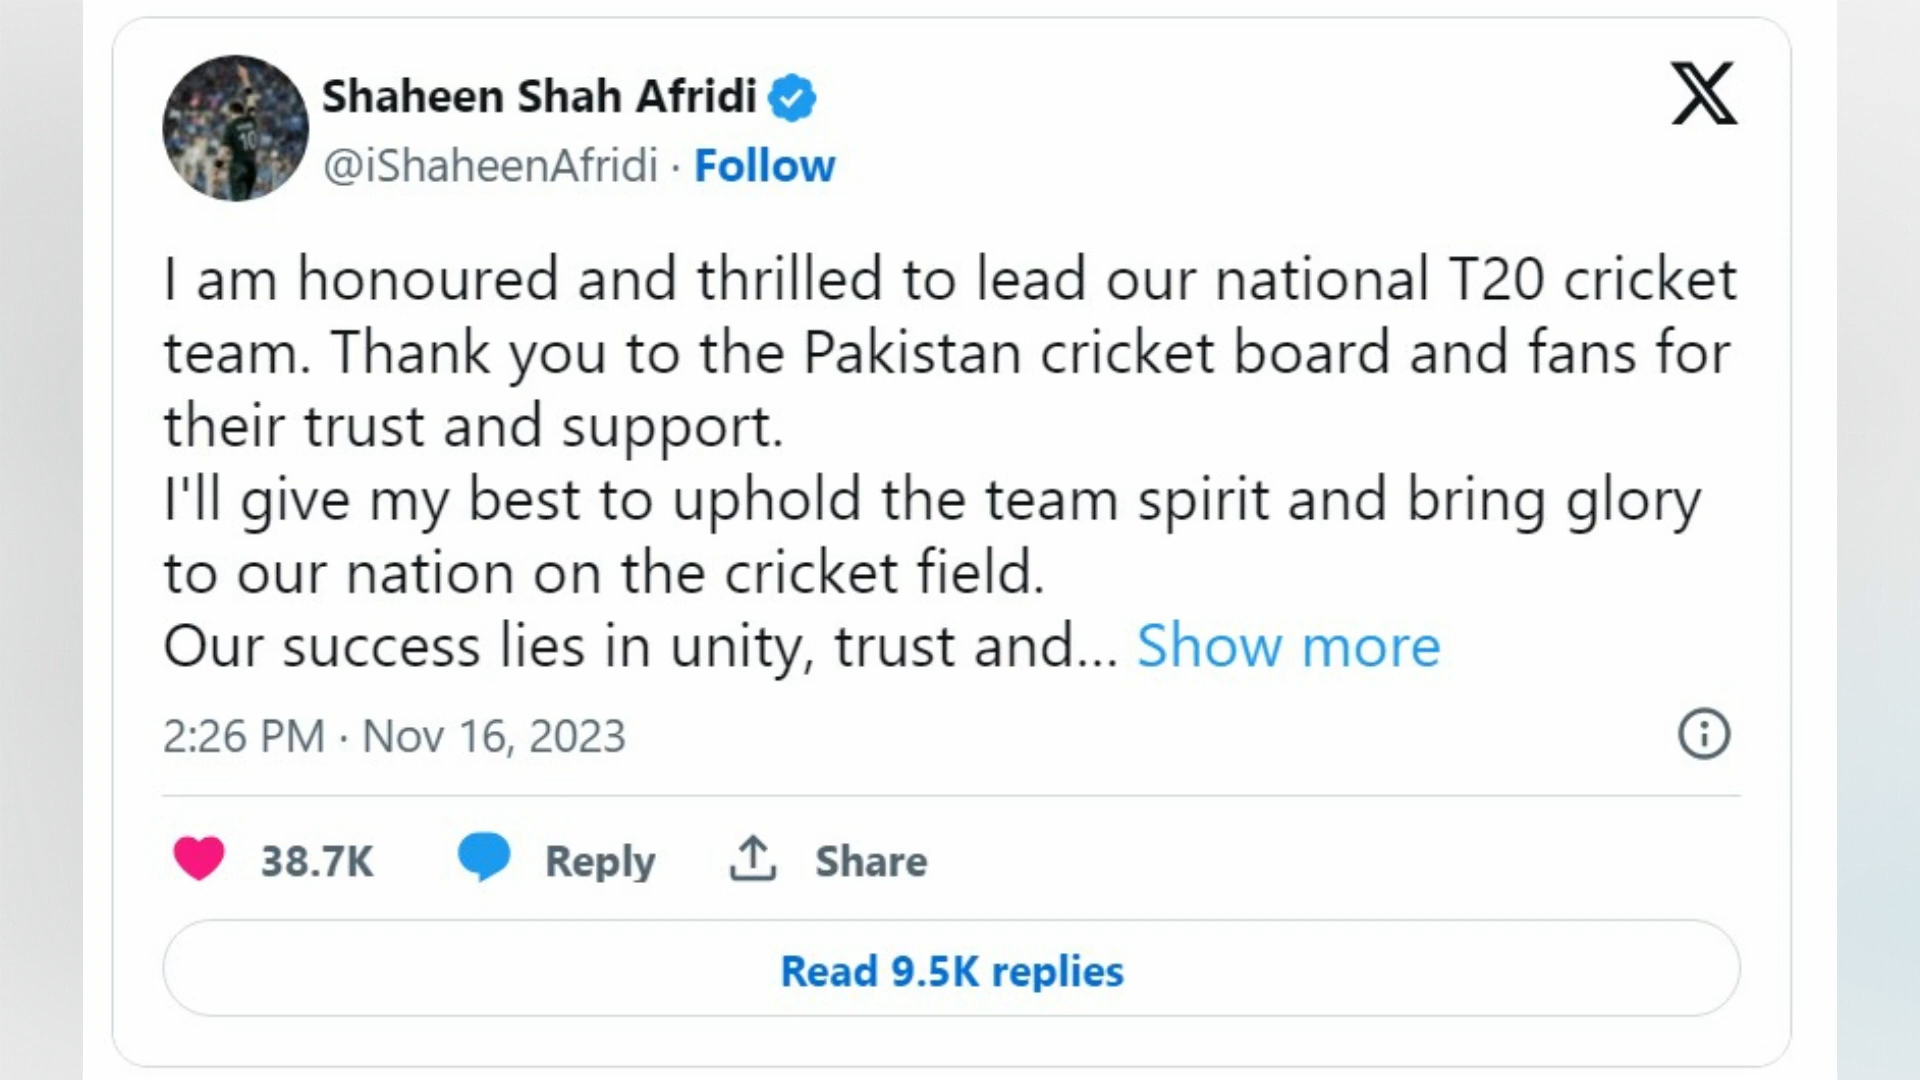 Shaheen Shah Afridi
@iShaheenAfridi · Follow
I am honoured and thrilled to lead our national T20 cricket
team. Thank you to the Pakistan cricket board and fans for
their trust and support.
I'll give my best to uphold the team spirit and bring glory
to our nation on the cricket field.
Our success lies in unity, trust and... Show more
2:26 PM · Nov 16, 2023
38.7K Reply Share
Read 9.5K replies